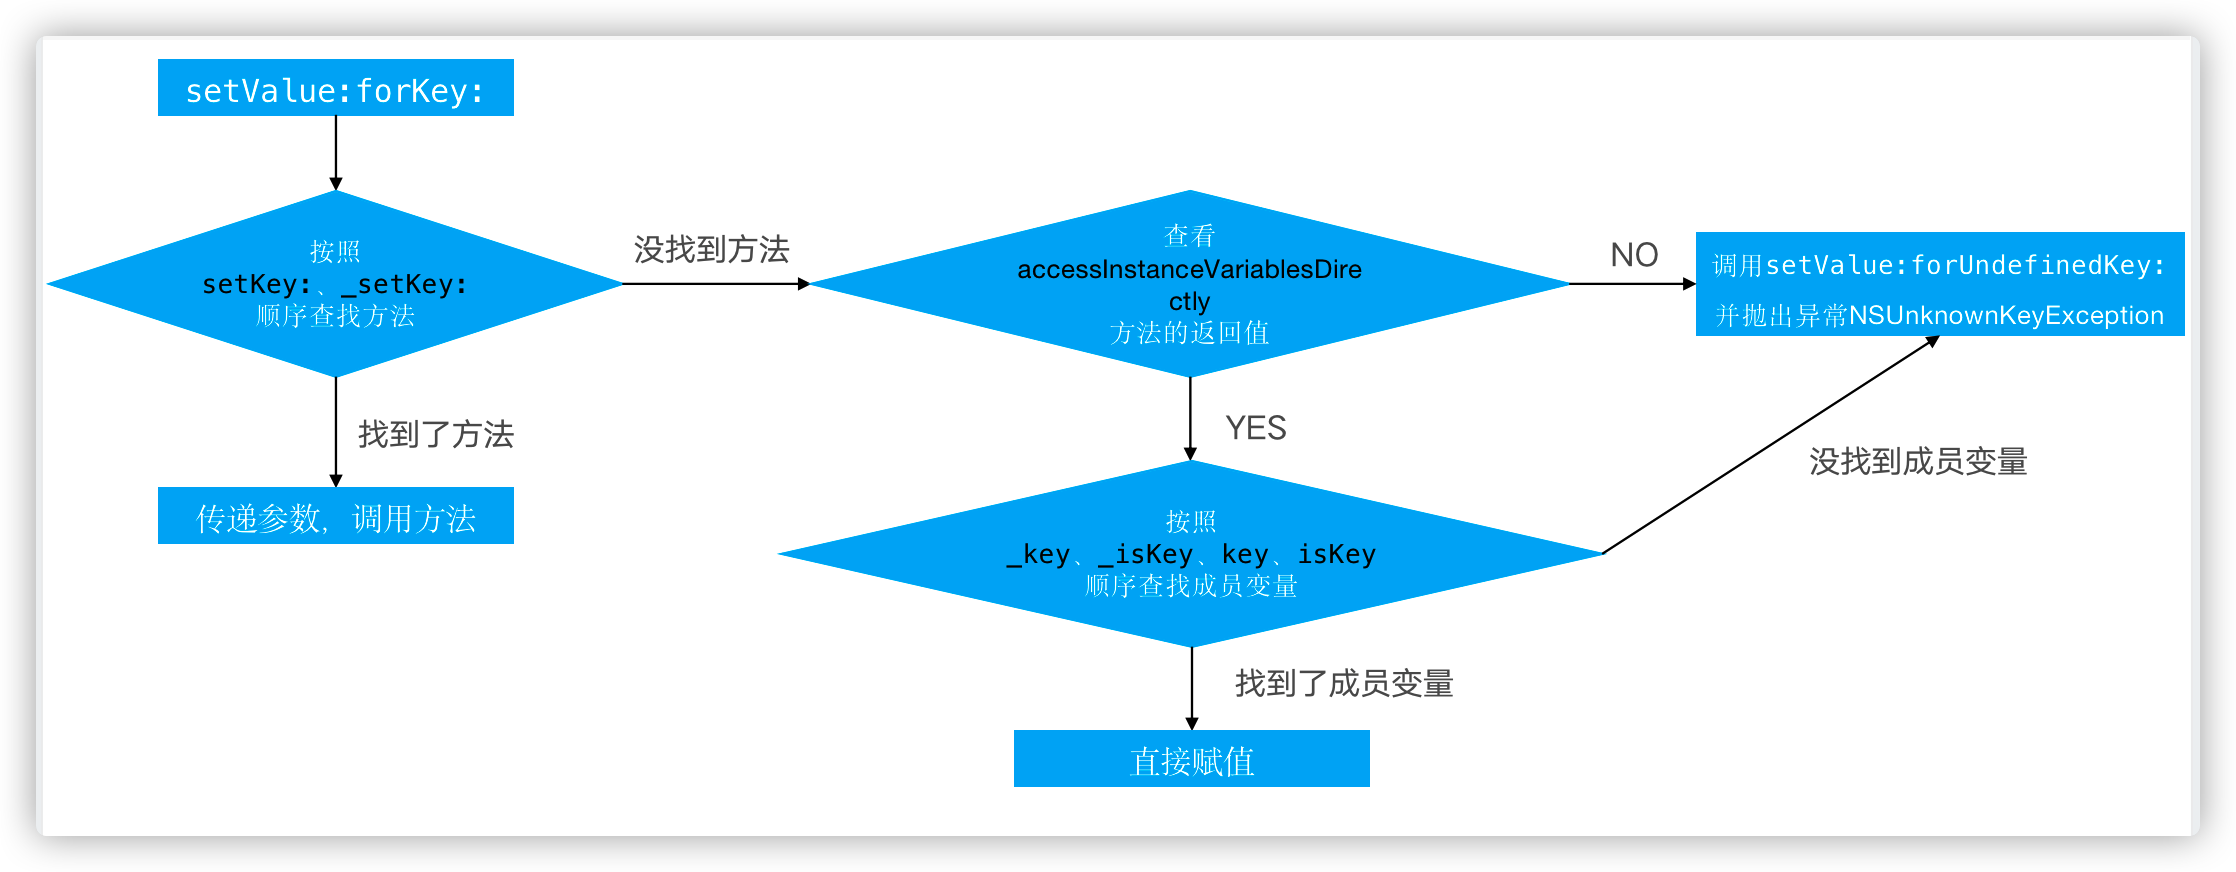 setValue:forKey:
按照
setKey:、_setKey:
顺序查找方法
没找到方法
查看
accessInstanceVariablesDire
ctly
方法的返回值
NO
调用setValue:forUndefinedKey:
并抛出异常NSUnknownKeyException
找到了方法
传递参数，调用方法
YES
没找到成员变量
按照
_key、_isKey、key、isKey
顺序查找成员变量
找到了成员变量
直接赋值